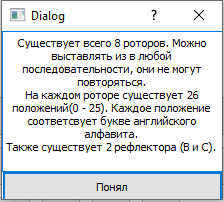 Dialog
Существует всего 8 роторов. Можно
выставлять из в любой
последовательности, они не могут
повторяться.
На каждом роторе существует 26
положений(0 - 25). Каждое положение
соответсвует букве английского
алфавита.
Также существует 2 рефлектора (B и C).
Понял